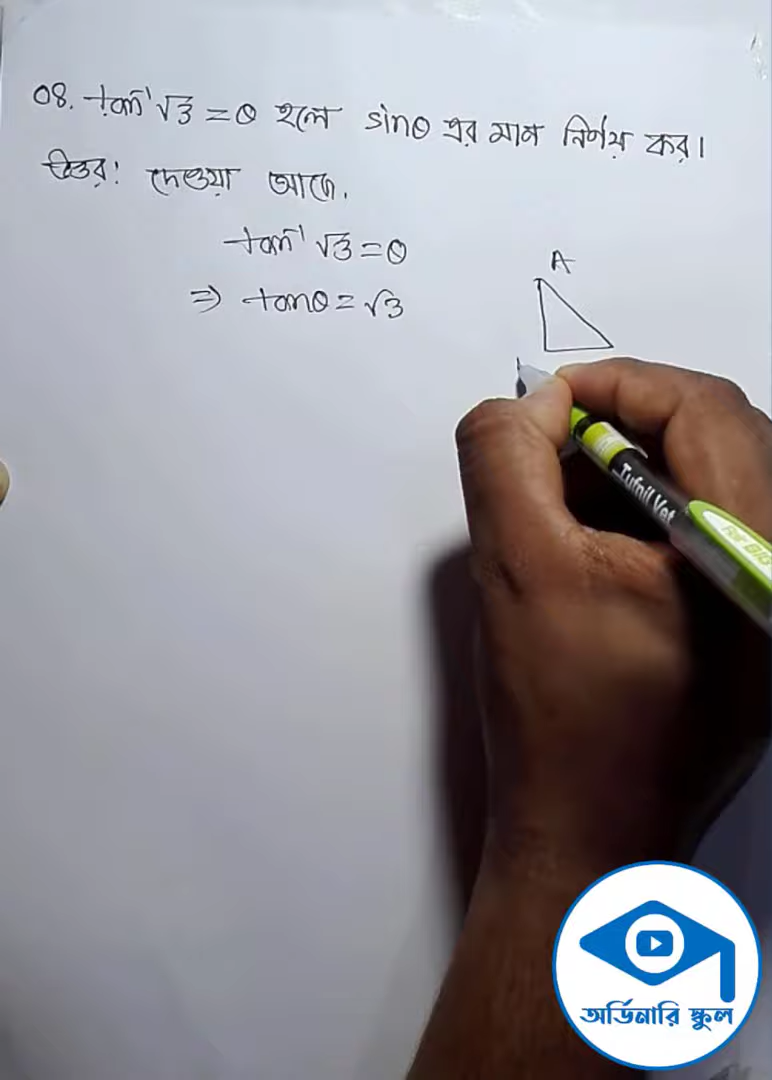 08. tan⁻¹√3 = θ হলে sinθ এর মান নির্ণয় কর।
উত্তর: দেওয়া আছে,
tan⁻¹√3 = θ
⇒ tanθ = √3
A
Tufnil Vet
অর্ডিনারি স্কুল